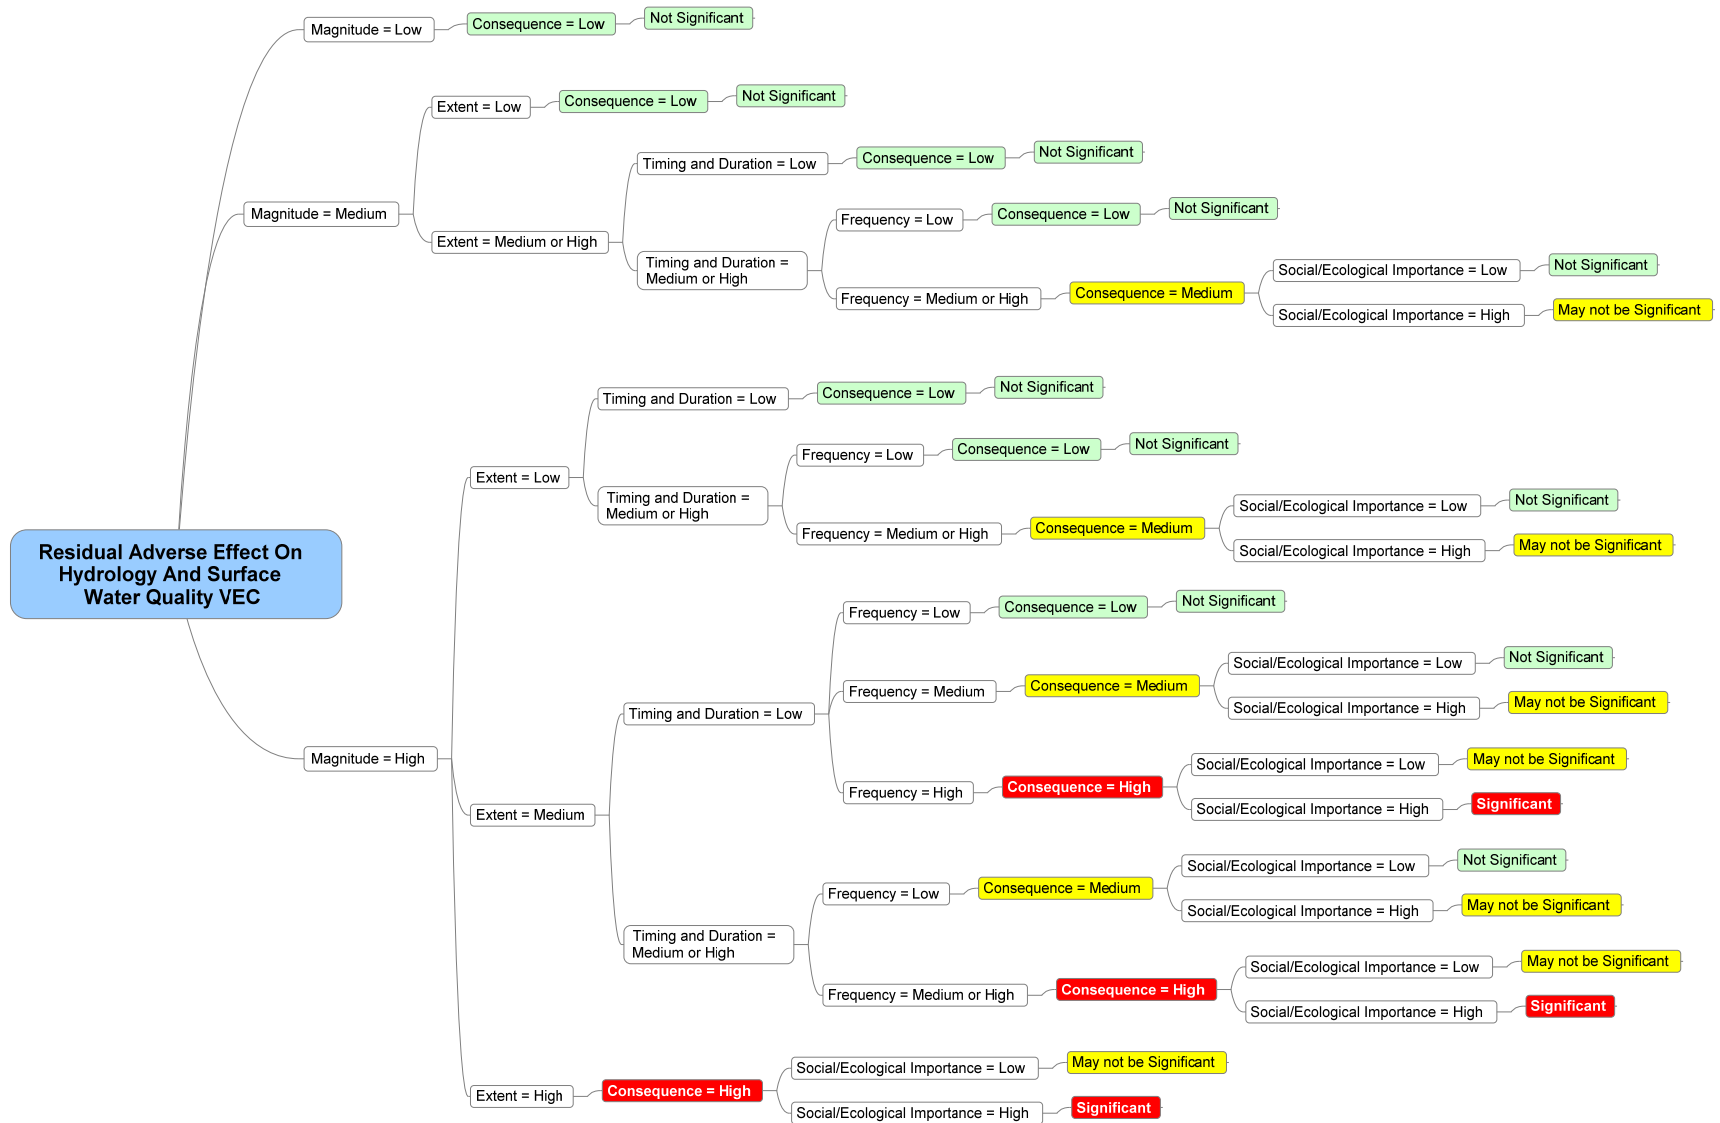 Magnitude = Low
Consequence = Low
Not Significant
Extent = Low
Consequence = Low
Not Significant
Timing and Duration = Low
Consequence = Low
Not Significant
Magnitude = Medium
Extent = Medium or High
Frequency = Low
Consequence = Low
Not Significant
Timing and Duration =
Medium or High
Frequency = Medium or High
Consequence = Medium
Social/Ecological Importance = Low
Not Significant
Social/Ecological Importance = High
May not be Significant
Residual Adverse Effect On
Hydrology And Surface
Water Quality VEC
Magnitude = High
Extent = Low
Timing and Duration = Low
Consequence = Low
Not Significant
Timing and Duration =
Medium or High
Frequency = Low
Consequence = Low
Not Significant
Frequency = Medium or High
Consequence = Medium
Social/Ecological Importance = Low
Not Significant
Social/Ecological Importance = High
May not be Significant
Extent = Medium
Timing and Duration = Low
Frequency = Low
Consequence = Low
Not Significant
Frequency = Medium
Consequence = Medium
Social/Ecological Importance = Low
Not Significant
Social/Ecological Importance = High
May not be Significant
Frequency = High
Consequence = High
Social/Ecological Importance = Low
May not be Significant
Social/Ecological Importance = High
Significant
Timing and Duration =
Medium or High
Frequency = Low
Consequence = Medium
Social/Ecological Importance = Low
Not Significant
Social/Ecological Importance = High
May not be Significant
Frequency = Medium or High
Consequence = High
Social/Ecological Importance = Low
May not be Significant
Social/Ecological Importance = High
Significant
Extent = High
Consequence = High
Social/Ecological Importance = Low
May not be Significant
Social/Ecological Importance = High
Significant